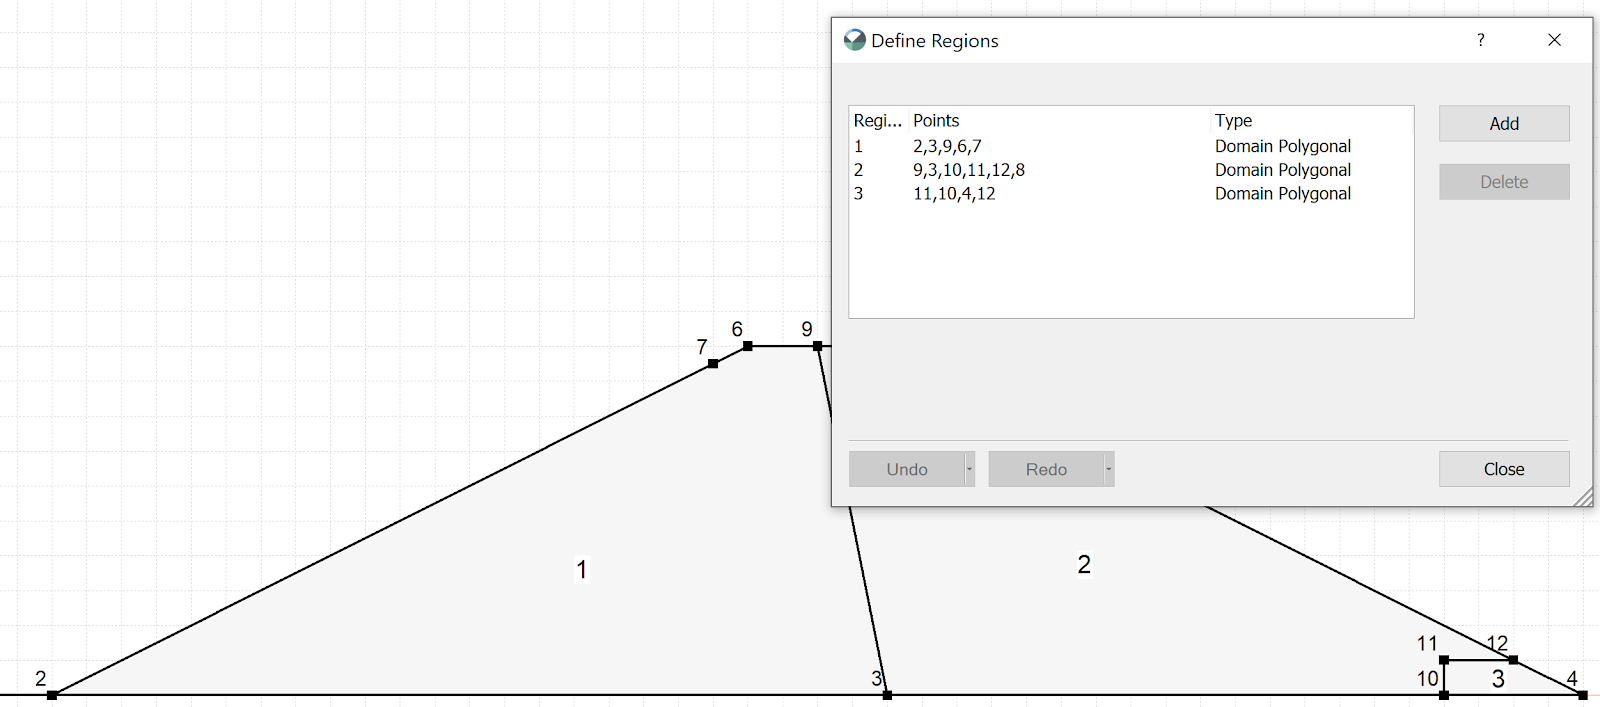 Define Regions
?
Regi... Points Type
1 2,3,9,6,7 Domain Polygonal
2 9,3,10,11,12,8 Domain Polygonal
3 11,10,4,12 Domain Polygonal
Add
Delete
Undo Redo Close
6 9
7
1
2
11 12
2 3 10 3 4